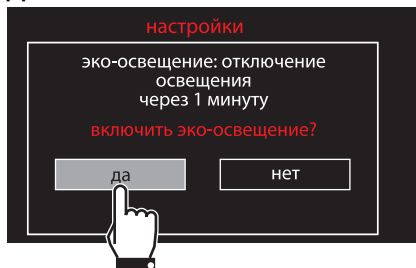 настройки
эко-освещение: отключение
освещения
через 1 минуту
включить эко-освещение?
да
нет